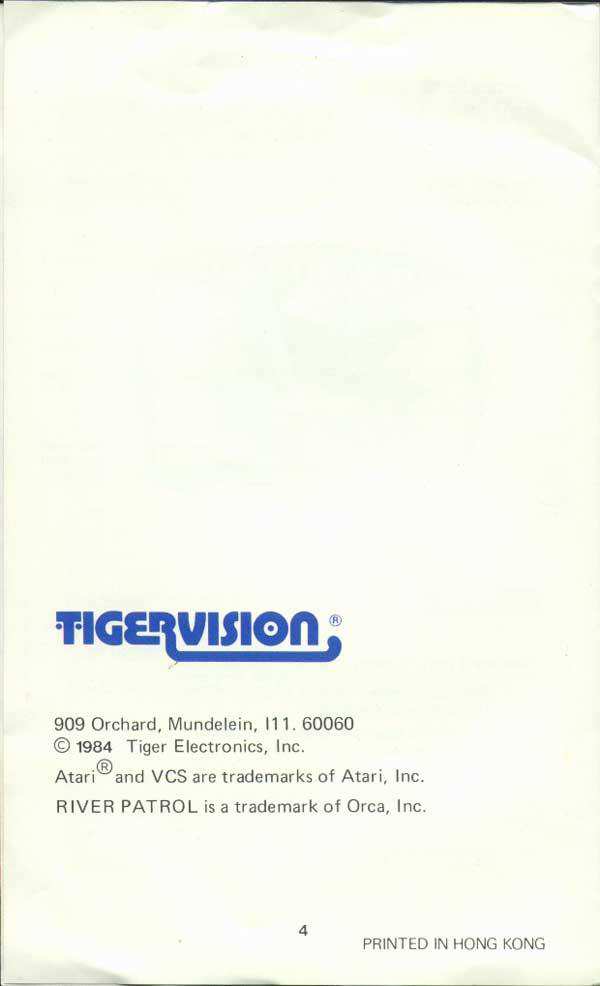 TIGERVISION®
909 Orchard, Mundelein, I11. 60060
© 1984 Tiger Electronics, Inc.
Atari® and VCS are trademarks of Atari, Inc.
RIVER PATROL is a trademark of Orca, Inc.
4
PRINTED IN HONG KONG